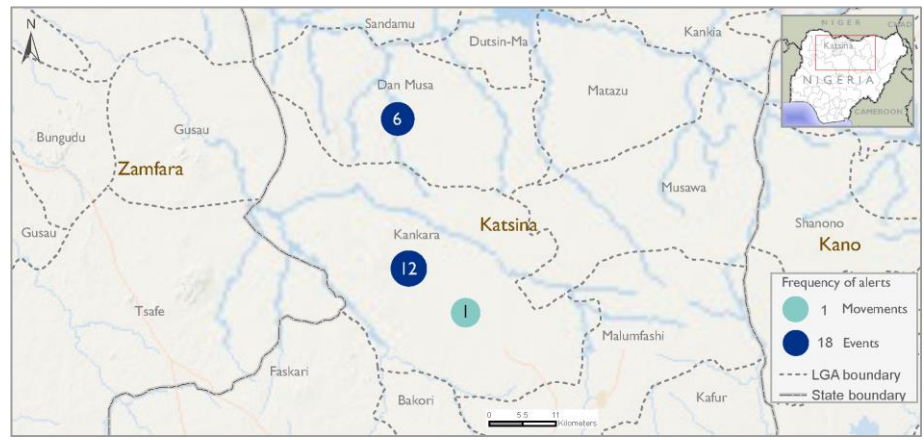 N
Sandamu
Dutsin-Ma
Kankia
NIGER
CHAD
Katsina
NIGERIA
CAMEROON
Dan Musa
6
Matazu
Bungudu
Gusau
Zamfara
Musawa
Gusau
Kankara
Katsina
Shanono
Kano
12
1
Tsafe
Malumfashi
Faskari
Bakori
Kafur
0 5.5 11
Kilometers
Frequency of alerts
1 Movements
18 Events
LGA boundary
State boundary